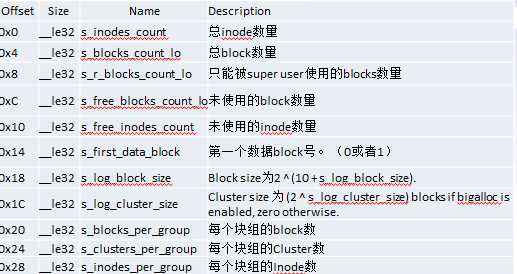 Offset Size Name Description
0x0 __le32 s_inodes_count 总inode数量
0x4 __le32 s_blocks_count_lo 总block数量
0x8 __le32 s_r_blocks_count_lo 只能被super user使用的blocks数量
0xC __le32 s_free_blocks_count_lo 未使用的block数量
0x10 __le32 s_free_inodes_count 未使用的inode数量
0x14 __le32 s_first_data_block 第一个数据block号。（0或者1）
0x18 __le32 s_log_block_size Block size为2 ^ (10 + s_log_block_size).
0x1C __le32 s_log_cluster_size Cluster size 为 (2 ^ s_log_cluster_size) blocks if bigalloc is
enabled, zero otherwise.
0x20 __le32 s_blocks_per_group 每个块组的block数
0x24 __le32 s_clusters_per_group 每个块组的Cluster数
0x28 __le32 s_inodes_per_group 每个块组的Inode数